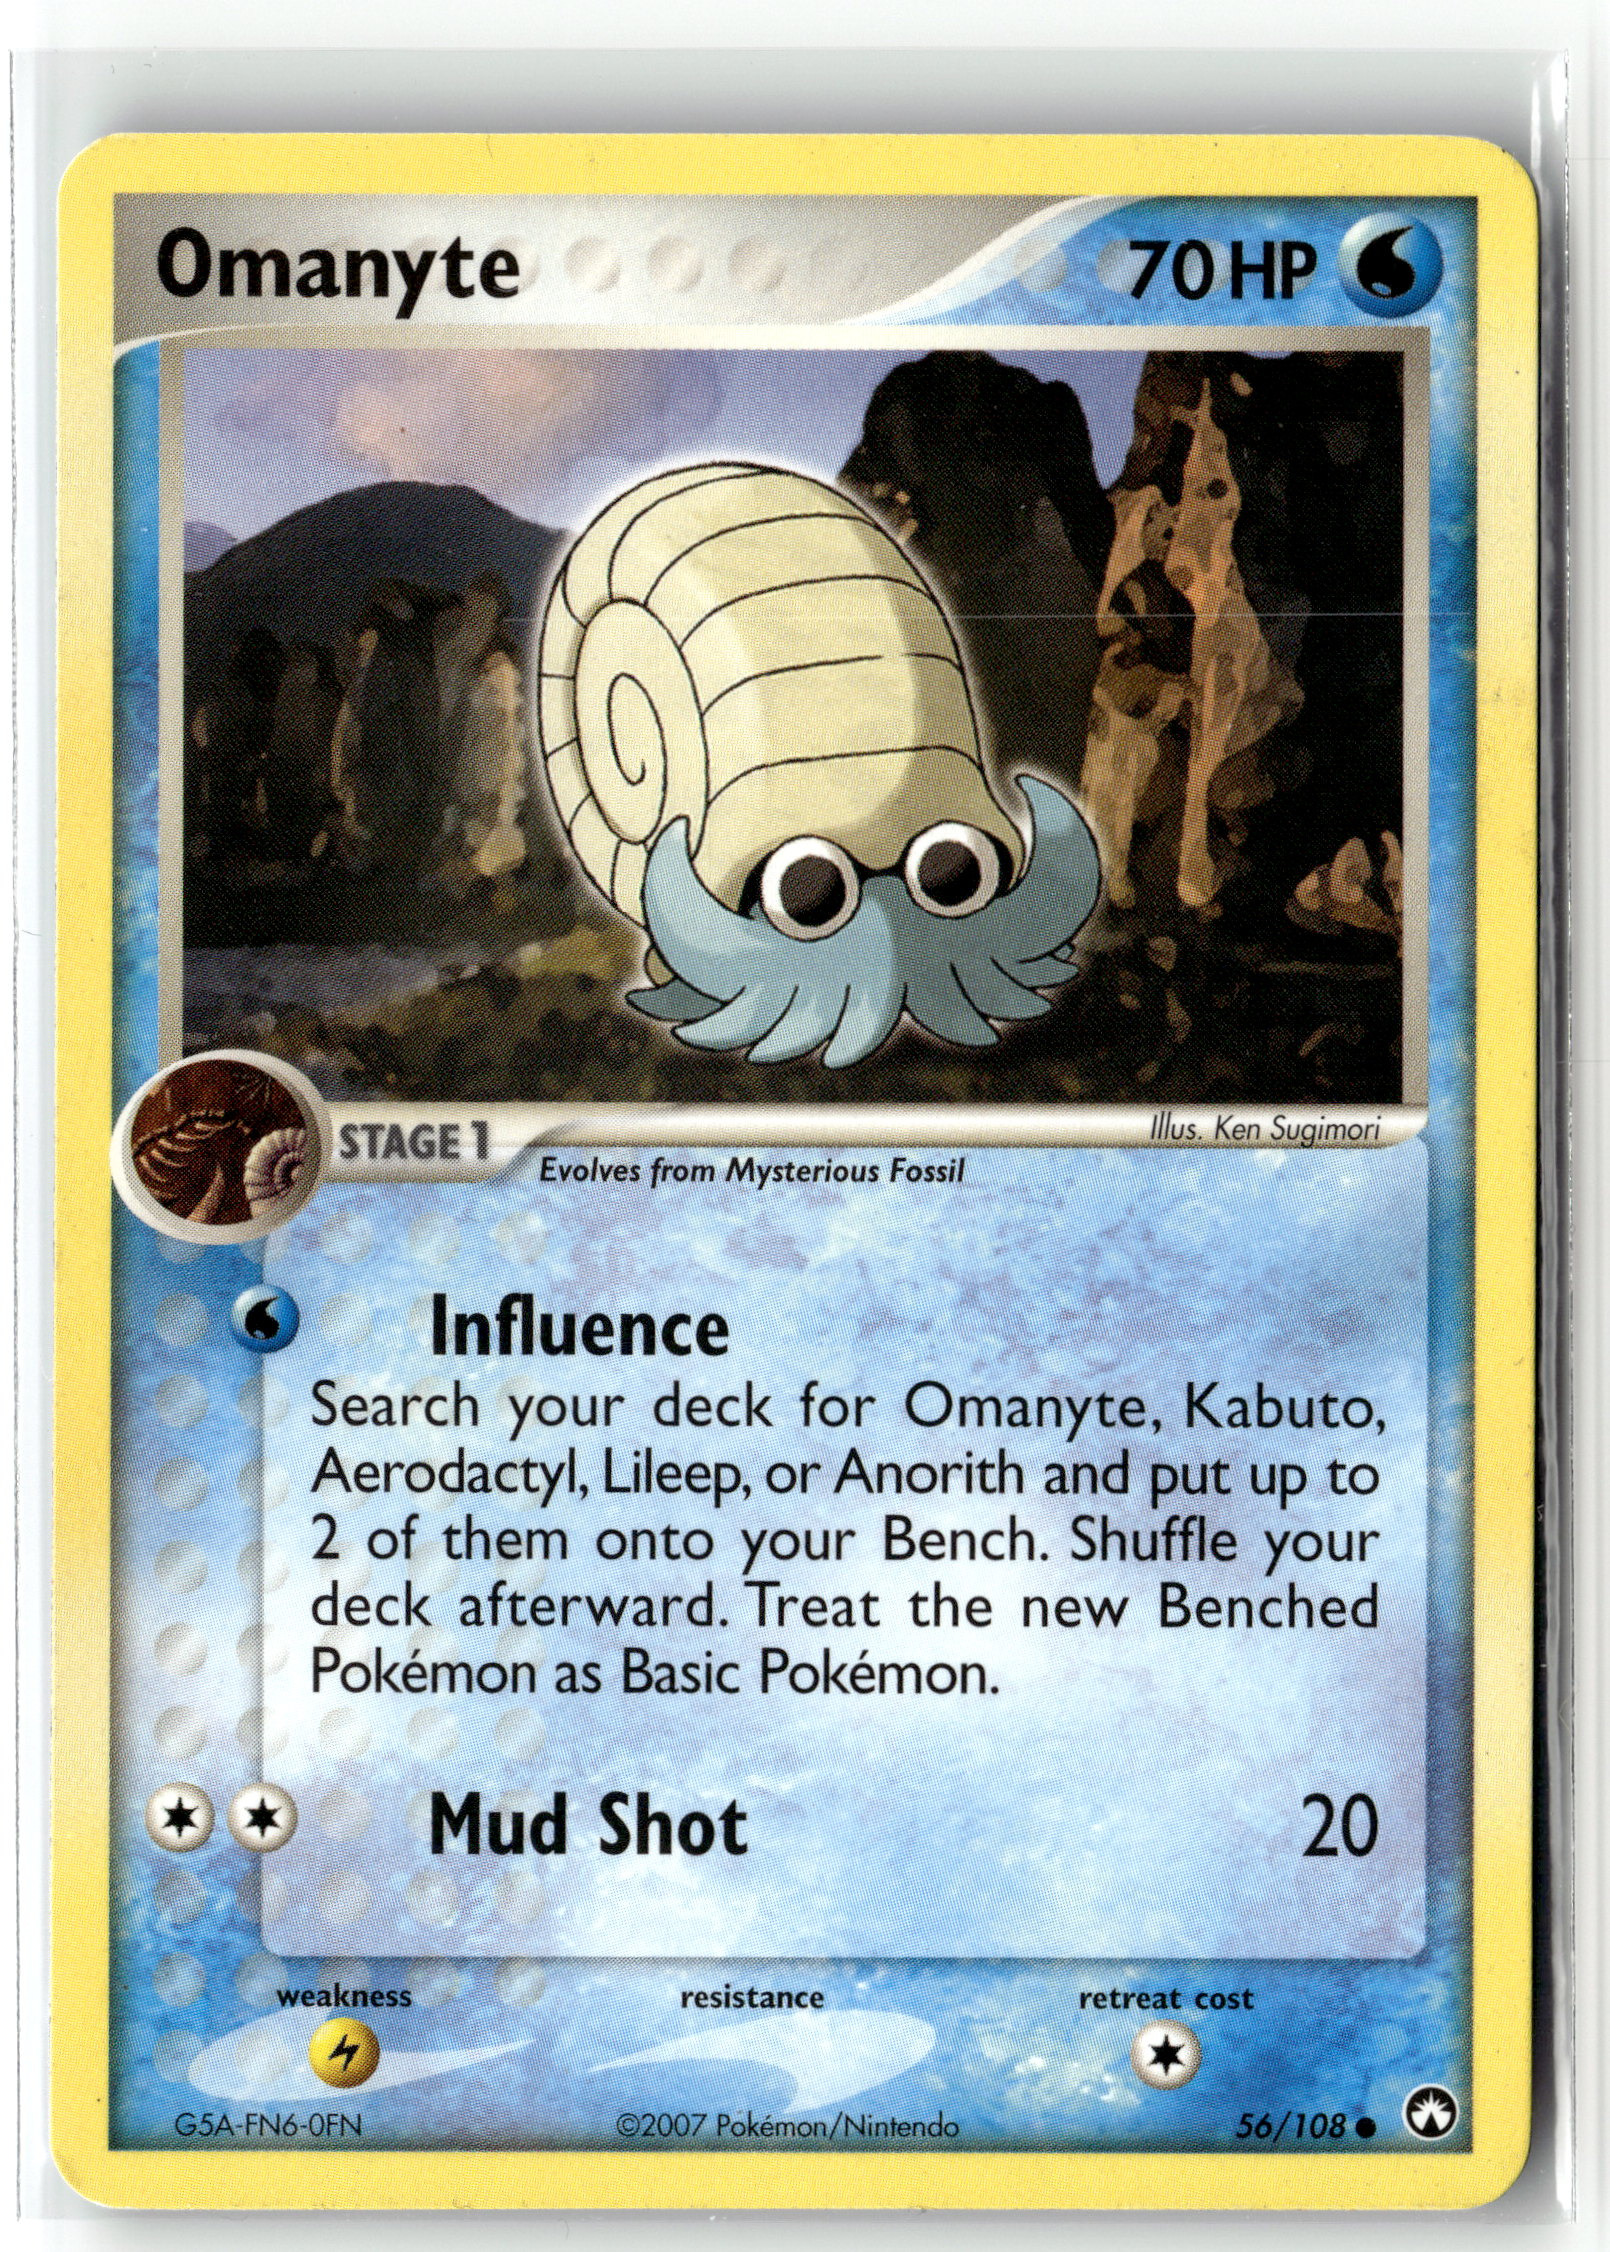 Omanyte
70 HP
Illus. Ken Sugimori
STAGE 1
Evolves from Mysterious Fossil
Influence
Search your deck for Omanyte, Kabuto,
Aerodactyl, Lileep, or Anorith and put up to
2 of them onto your Bench. Shuffle your
deck afterward. Treat the new Benched
Pokémon as Basic Pokémon.
Mud Shot 20
weakness resistance retreat cost
G5A-FN6-0FN ©2007 Pokémon/Nintendo 56/108